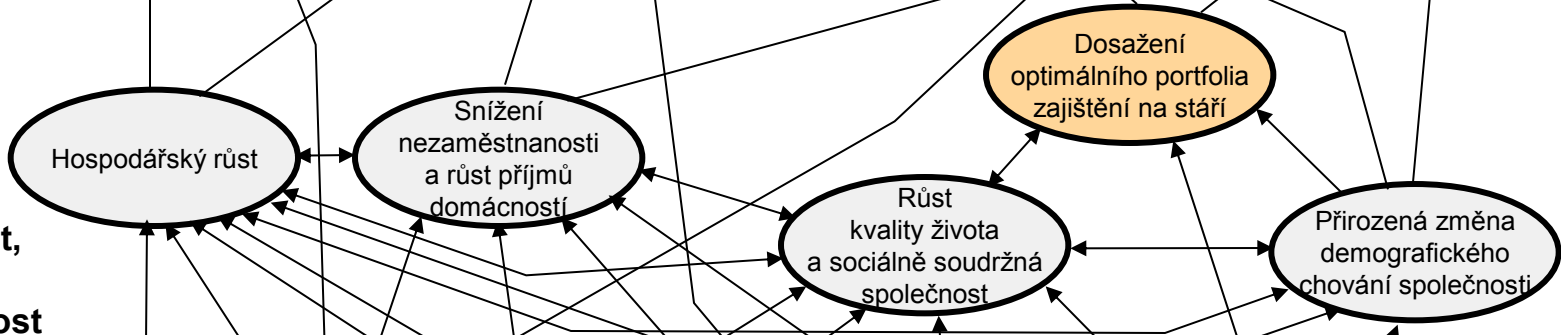 Dosažení
optimálního portfolia
zajištění na stáří
Snížení
nezaměstnanosti
a růst příjmů
domácností
Hospodářský růst
Růst
kvality života
a sociálně soudržná
společnost
Přirozená změna
demografického
chování společnosti
t,
ost